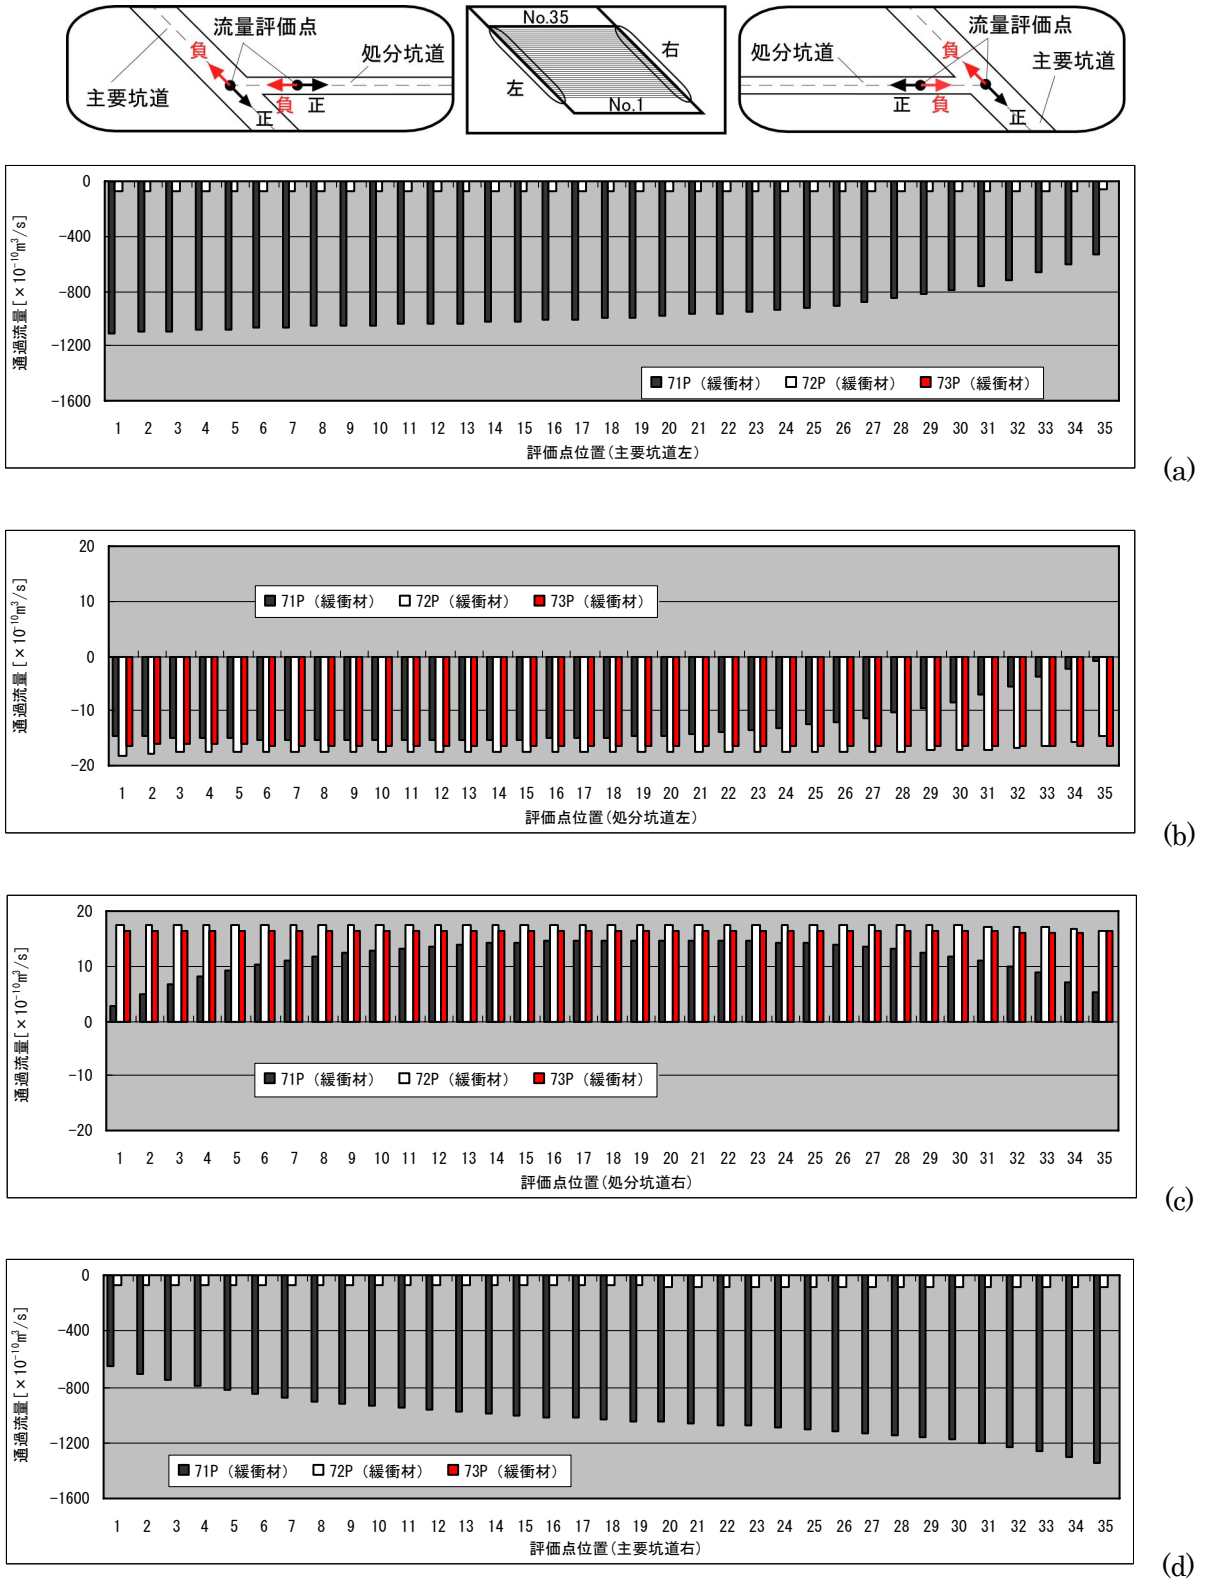 流量評価点
処分坑道
主要坑道
負
負
正
正
No.35
右
左
No.1
流量評価点
処分坑道
主要坑道
負
正
負
正
通過流量[×10⁻¹⁰m³/s]
0
-400
-800
-1200
-1600
71P (緩衝材) 72P (緩衝材) 73P (緩衝材)
1 2 3 4 5 6 7 8 9 10 11 12 13 14 15 16 17 18 19 20 21 22 23 24 25 26 27 28 29 30 31 32 33 34 35
評価点位置(主要坑道左)
(a)
通過流量[×10⁻¹⁰m³/s]
20
10
0
-10
-20
71P (緩衝材) 72P (緩衝材) 73P (緩衝材)
1 2 3 4 5 6 7 8 9 10 11 12 13 14 15 16 17 18 19 20 21 22 23 24 25 26 27 28 29 30 31 32 33 34 35
評価点位置(処分坑道左)
(b)
通過流量[×10⁻¹⁰m³/s]
20
10
0
-10
-20
71P (緩衝材) 72P (緩衝材) 73P (緩衝材)
1 2 3 4 5 6 7 8 9 10 11 12 13 14 15 16 17 18 19 20 21 22 23 24 25 26 27 28 29 30 31 32 33 34 35
評価点位置(処分坑道右)
(c)
通過流量[×10⁻¹⁰m³/s]
0
-400
-800
-1200
-1600
71P (緩衝材) 72P (緩衝材) 73P (緩衝材)
1 2 3 4 5 6 7 8 9 10 11 12 13 14 15 16 17 18 19 20 21 22 23 24 25 26 27 28 29 30 31 32 33 34 35
評価点位置(主要坑道右)
(d)